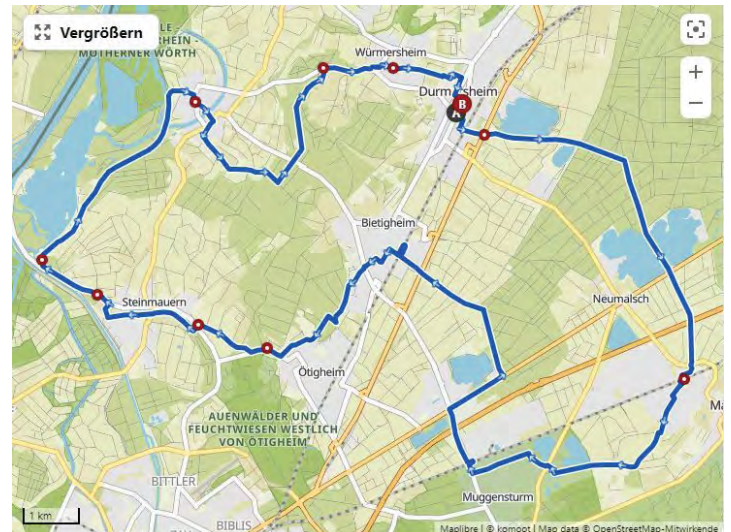 Vergrößern
RHEIN -
MOTHERNER WÖRTH
Würmersheim
Durmersheim
B
A
Bietigheim
Neumalsch
Steinmauern
Ötigheim
AUENWÄLDER UND
FEUCHTWIESEN WESTLICH
VON ÖTIGHEIM
BITTLER
Muggensturm
BIBLIS
1 km
Maplibre | © komoot | Map data © OpenStreetMap-Mitwirkende